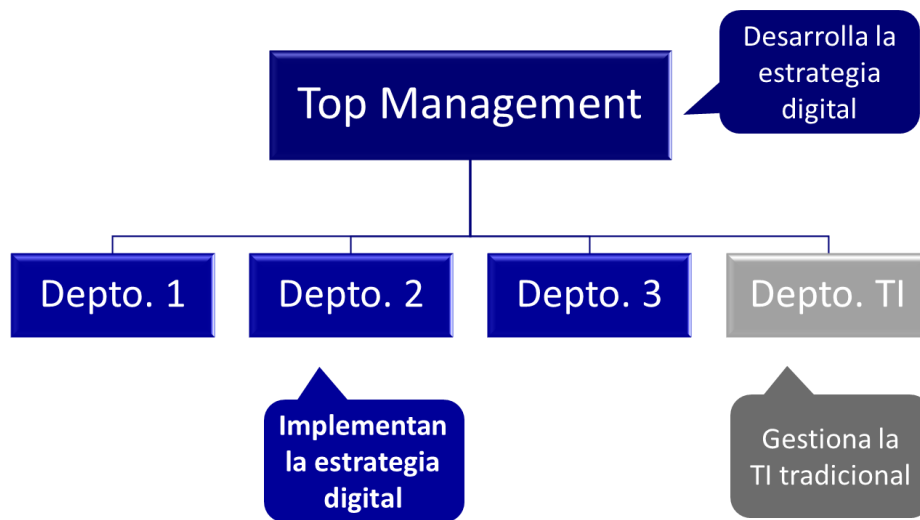 Desarrolla la
estrategia
digital
Top Management
Depto. 1
Depto. 2
Depto. 3
Depto. TI
Implementan
la estrategia
digital
Gestiona la
TI tradicional